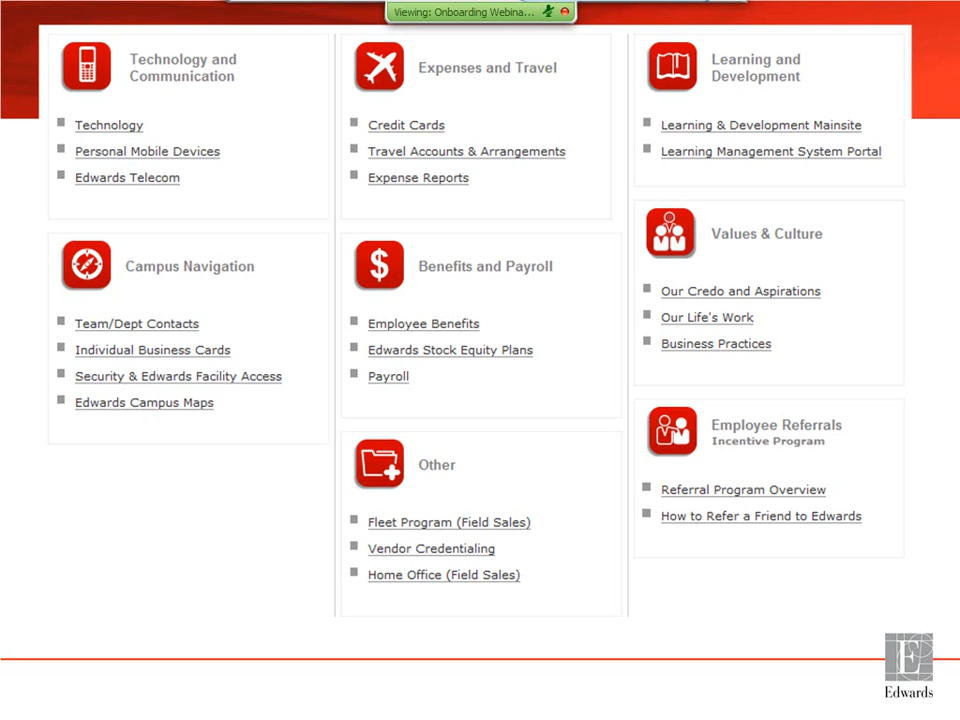 Viewing: Onboarding Webina...
Technology and
Communication
Technology
Personal Mobile Devices
Edwards Telecom
Campus Navigation
Team/Dept Contacts
Individual Business Cards
Security & Edwards Facility Access
Edwards Campus Maps
Expenses and Travel
Credit Cards
Travel Accounts & Arrangements
Expense Reports
Benefits and Payroll
Employee Benefits
Edwards Stock Equity Plans
Payroll
Other
Fleet Program (Field Sales)
Vendor Credentialing
Home Office (Field Sales)
Learning and
Development
Learning & Development Mainsite
Learning Management System Portal
Values & Culture
Our Credo and Aspirations
Our Life's Work
Business Practices
Employee Referrals
Incentive Program
Referral Program Overview
How to Refer a Friend to Edwards
E
Edwards